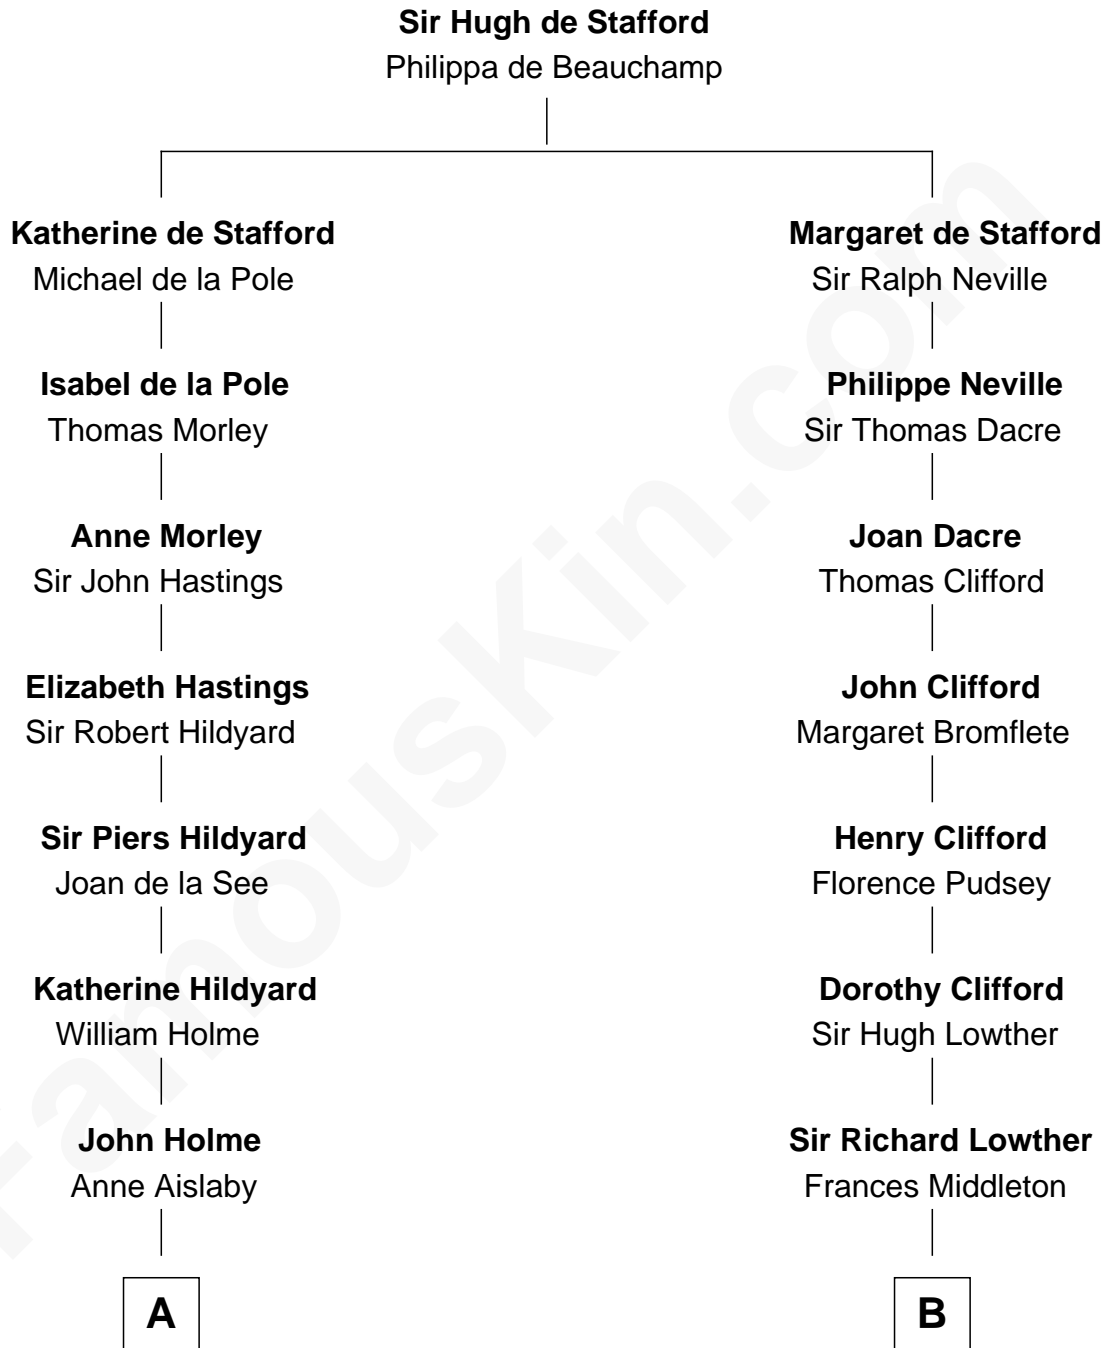 Sir Hugh de Stafford
Philippa de Beauchamp
Katherine de Stafford
Michael de la Pole
Margaret de Stafford
Sir Ralph Neville
Isabel de la Pole
Thomas Morley
Philippe Neville
Sir Thomas Dacre
Anne Morley
Sir John Hastings
Joan Dacre
Thomas Clifford
Elizabeth Hastings
Sir Robert Hildyard
John Clifford
Margaret Bromflete
Sir Piers Hildyard
Joan de la See
Henry Clifford
Florence Pudsey
Katherine Hildyard
William Holme
Dorothy Clifford
Sir Hugh Lowther
John Holme
Anne Aislaby
Sir Richard Lowther
Frances Middleton
A
B
FamousKin.com